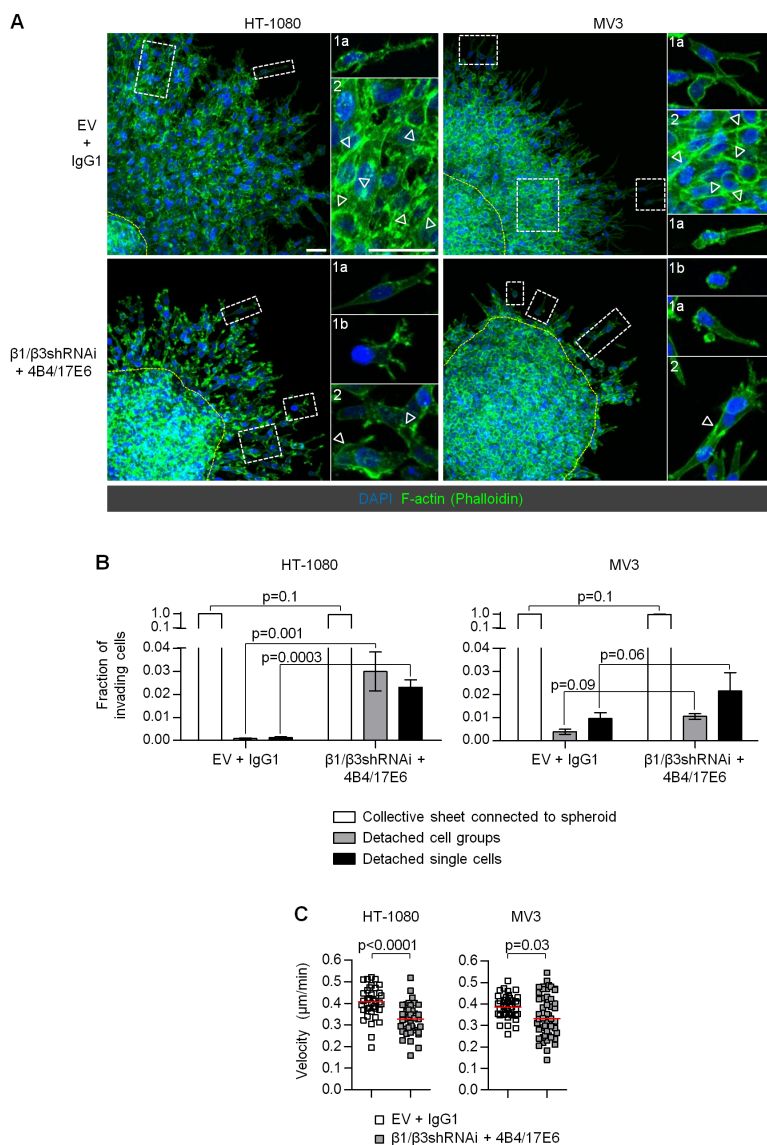 A
HT-1080
MV3
EV
+
IgG1
1a
2
1a
2
1a
β1/β3shRNAi
+ 4B4/17E6
1a
1b
2
1b
1a
2
DAPI F-actin (Phalloidin)
B
HT-1080
MV3
Fraction of
invading cells
1.0
0.1
0.04
0.03
0.02
0.01
0.00
p=0.1
p=0.001
p=0.0003
EV + IgG1
β1/β3shRNAi +
4B4/17E6
1.0
0.1
0.04
0.03
0.02
0.01
0.00
p=0.1
p=0.06
p=0.09
EV + IgG1
β1/β3shRNAi +
4B4/17E6
Collective sheet connected to spheroid
Detached cell groups
Detached single cells
C
HT-1080
MV3
Velocity (µm/min)
p<0.0001
0.6
0.5
0.4
0.3
0.2
0.1
0.0
p=0.03
0.6
0.5
0.4
0.3
0.2
0.1
0.0
EV + IgG1
β1/β3shRNAi + 4B4/17E6